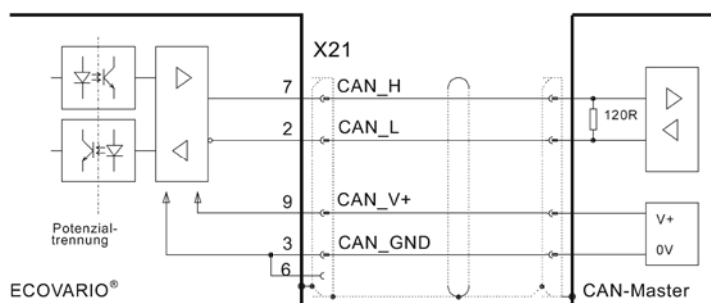 X21
7 CAN_H
2 CAN_L
120R
9 CAN_V+
V+
Potenzial-
trennung
3 CAN_GND
0V
6
ECOVARIO®
CAN-Master